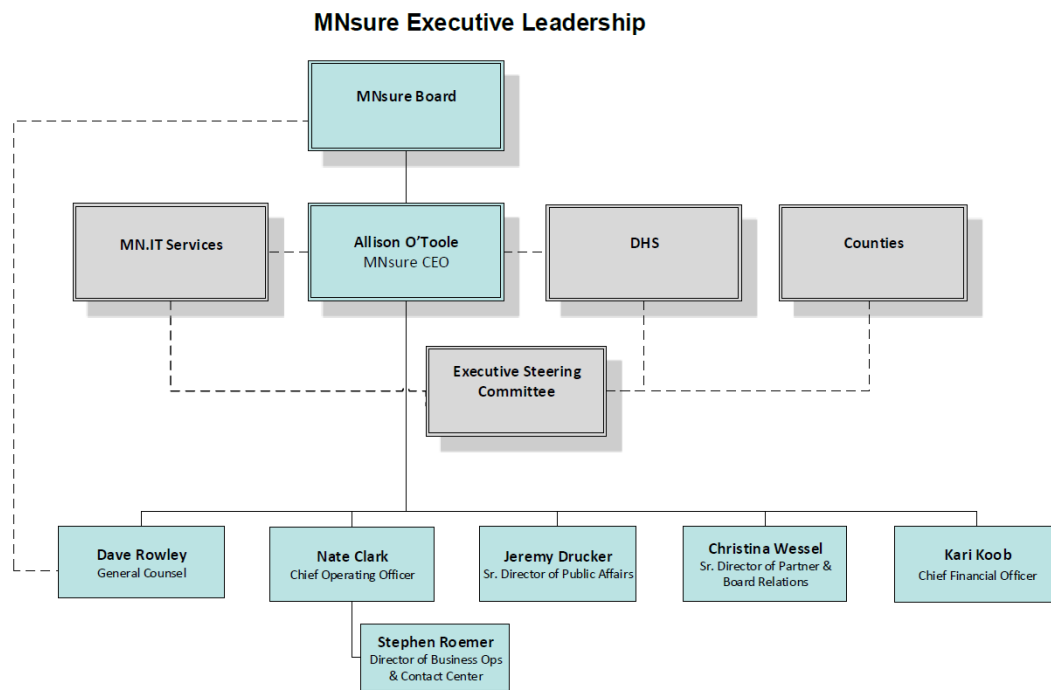 MNsure Executive Leadership
MNsure Board
MN.IT Services
Allison O’Toole
MNsure CEO
DHS
Counties
Executive Steering
Committee
Dave Rowley
General Counsel
Nate Clark
Chief Operating Officer
Jeremy Drucker
Sr. Director of Public Affairs
Christina Wessel
Sr. Director of Partner &
Board Relations
Kari Koob
Chief Financial Officer
Stephen Roemer
Director of Business Ops
& Contact Center